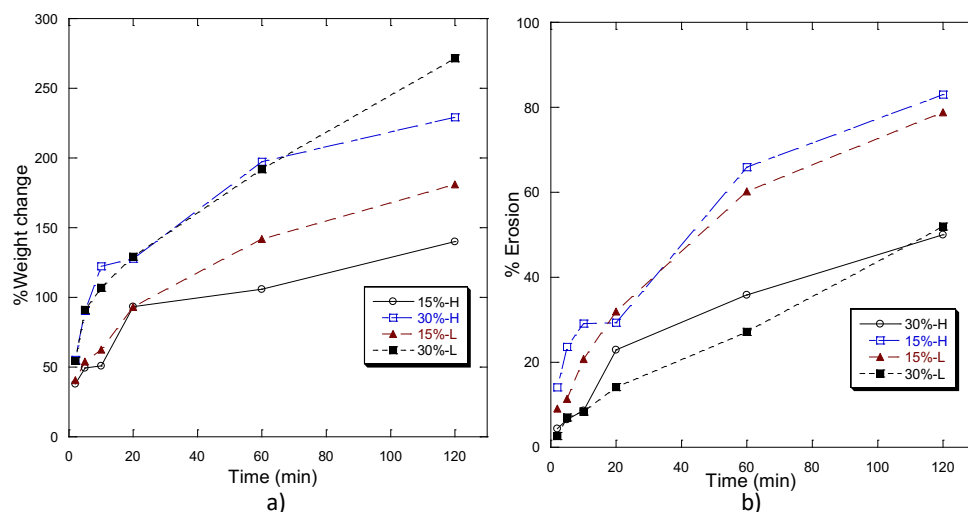 300
250
200
150
100
50
0
%Weight change
15%-H
30%-H
15%-L
30%-L
0 20 40 60 80 100 120
Time (min)
a)
100
80
60
40
20
0
% Erosion
30%-H
15%-H
15%-L
30%-L
0 20 40 60 80 100 120
Time (min)
b)